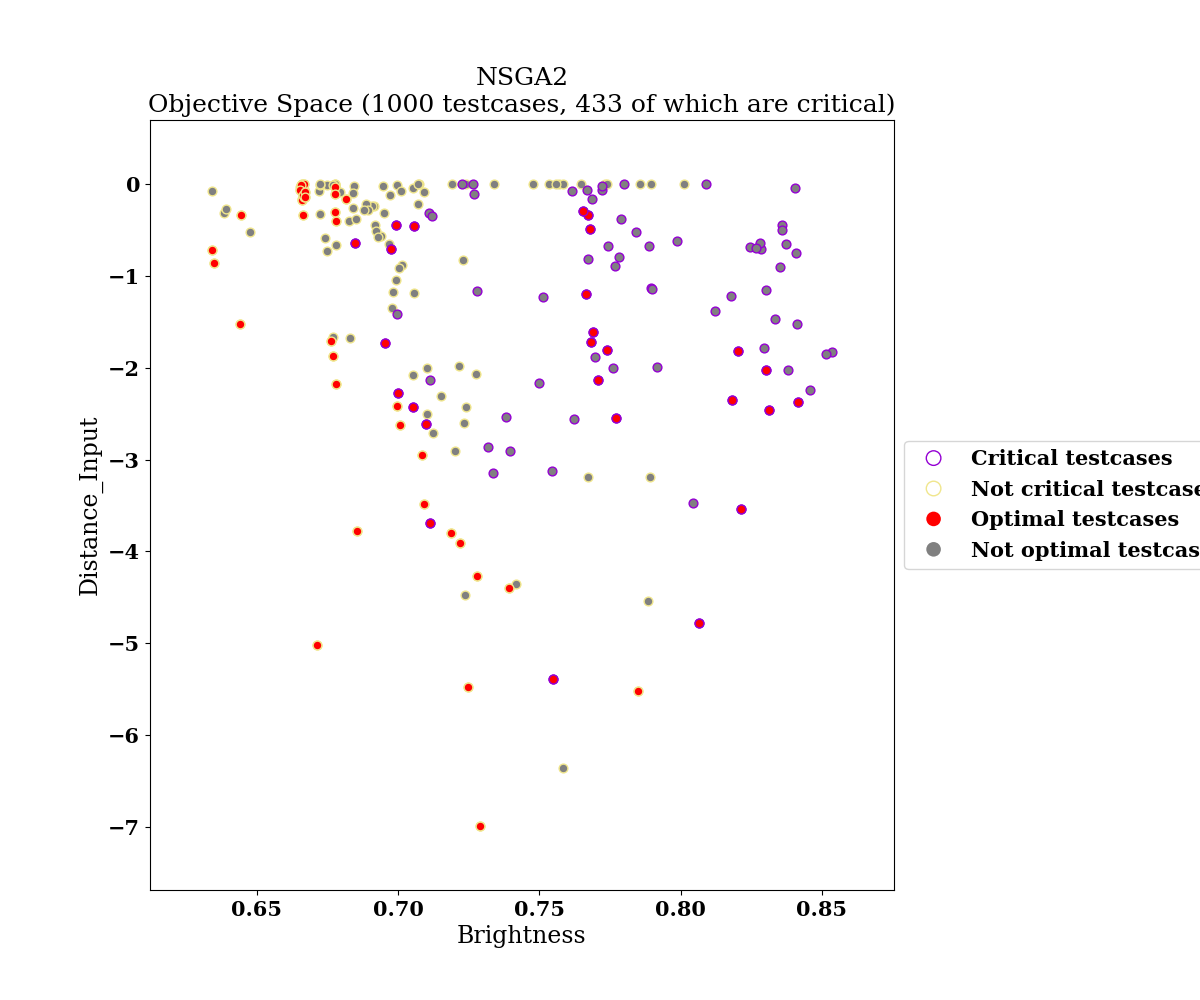 NSGA2
Objective Space (1000 testcases, 433 of which are critical)
0
−1
−2
−3
−4
−5
−6
−7
Distance_Input
0.65 0.70 0.75 0.80 0.85
Brightness
Critical testcases
Not critical testcase
Optimal testcases
Not optimal testcas